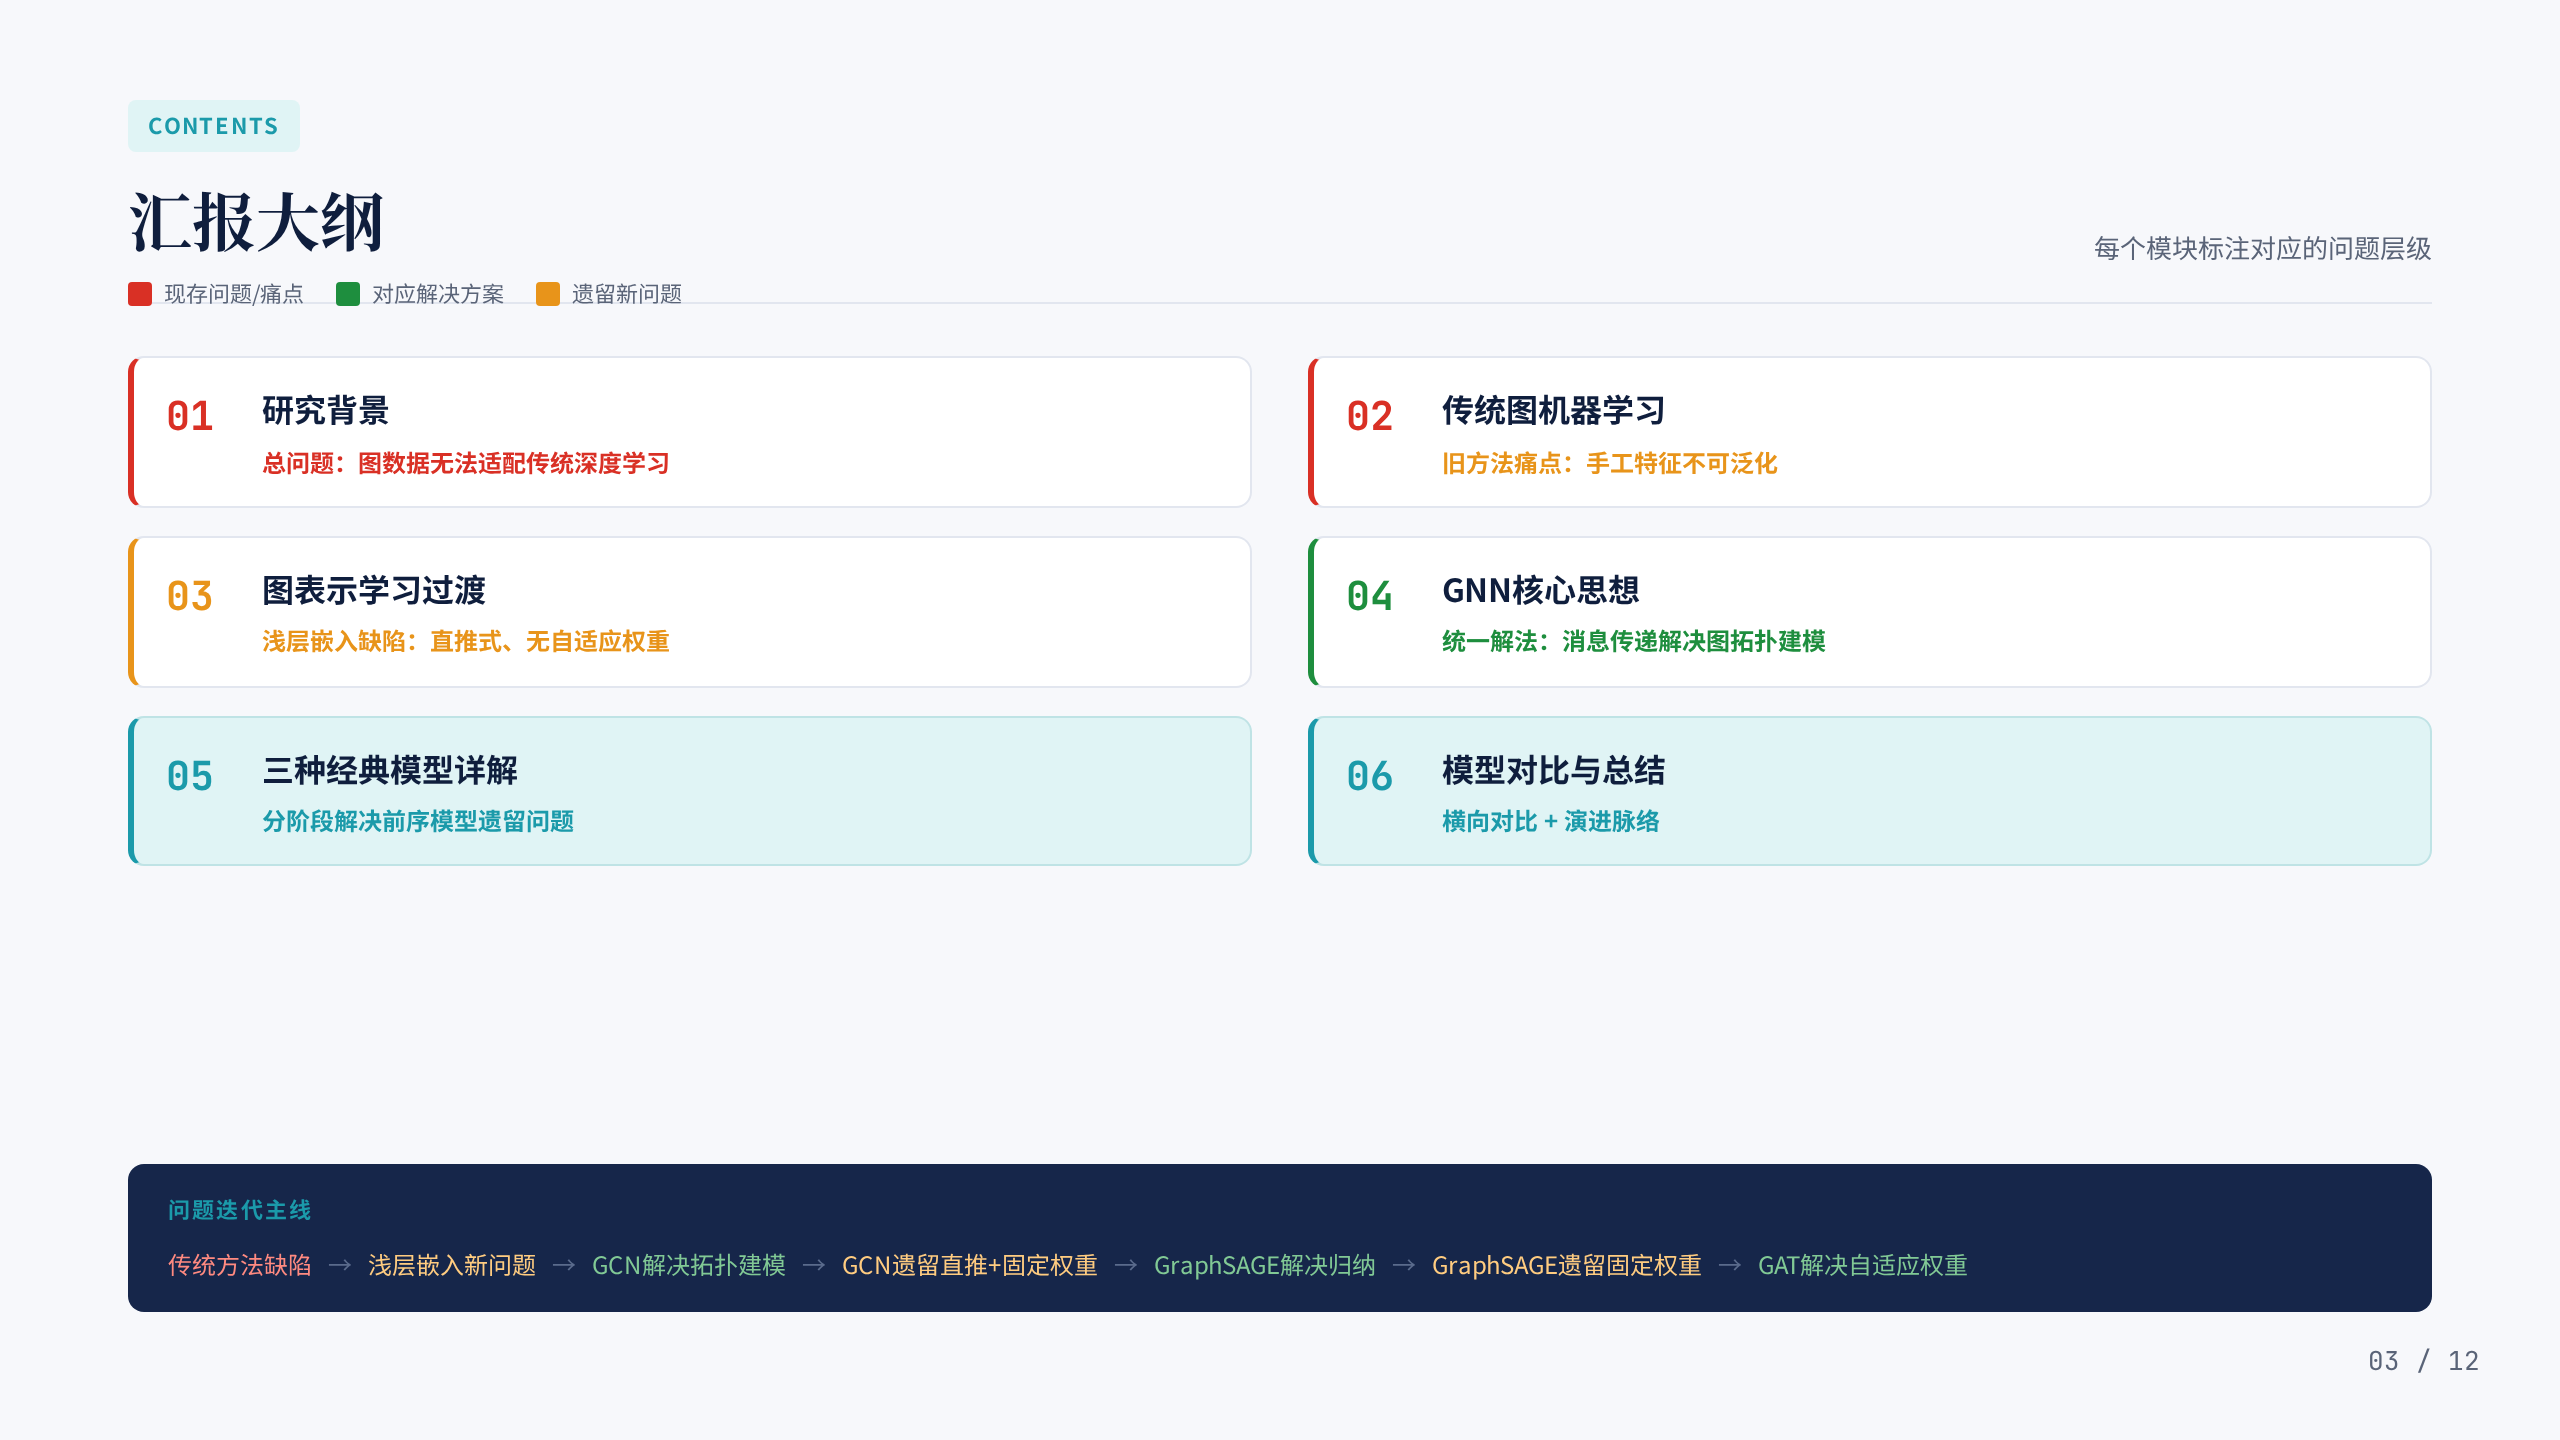 CONTENTS
汇报大纲
每个模块标注对应的问题层级
现存问题/痛点 对应解决方案 遗留新问题
01 研究背景
总问题：图数据无法适配传统深度学习
02 传统图机器学习
旧方法痛点：手工特征不可泛化
03 图表示学习过渡
浅层嵌入缺陷：直推式、无自适应权重
04 GNN核心思想
统一解法：消息传递解决图拓扑建模
05 三种经典模型详解
分阶段解决前序模型遗留问题
06 模型对比与总结
横向对比 + 演进脉络
问题迭代主线
传统方法缺陷 → 浅层嵌入新问题 → GCN解决拓扑建模 → GCN遗留直推+固定权重 → GraphSAGE解决归纳 → GraphSAGE遗留固定权重 → GAT解决自适应权重
03 / 12